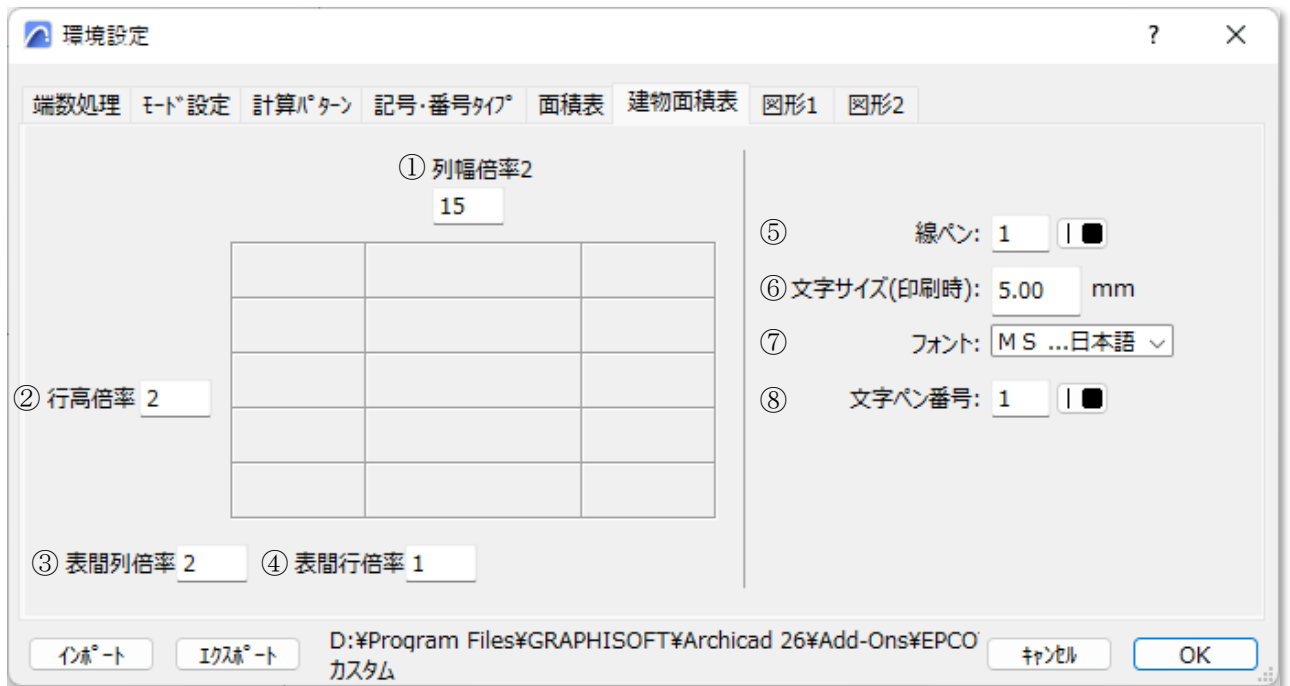 環境設定
?
端数処理 ﾓｰﾄﾞ設定 計算ﾊﾟﾀｰﾝ 記号・番号ﾀｲﾌﾟ 面積表 建物面積表 図形1 図形2
① 列幅倍率2
15
⑤ 線ペン: 1
⑥ 文字サイズ(印刷時): 5.00 mm
⑦ フォント: ＭＳ ...日本語
② 行高倍率 2
⑧ 文字ペン番号: 1
③ 表間列倍率 2 ④ 表間行倍率 1
ｲﾝﾎﾟｰﾄ ｴｸｽﾎﾟｰﾄ D:¥Program Files¥GRAPHISOFT¥Archicad 26¥Add-Ons¥EPCO ｷｬﾝｾﾙ OK
カスタム